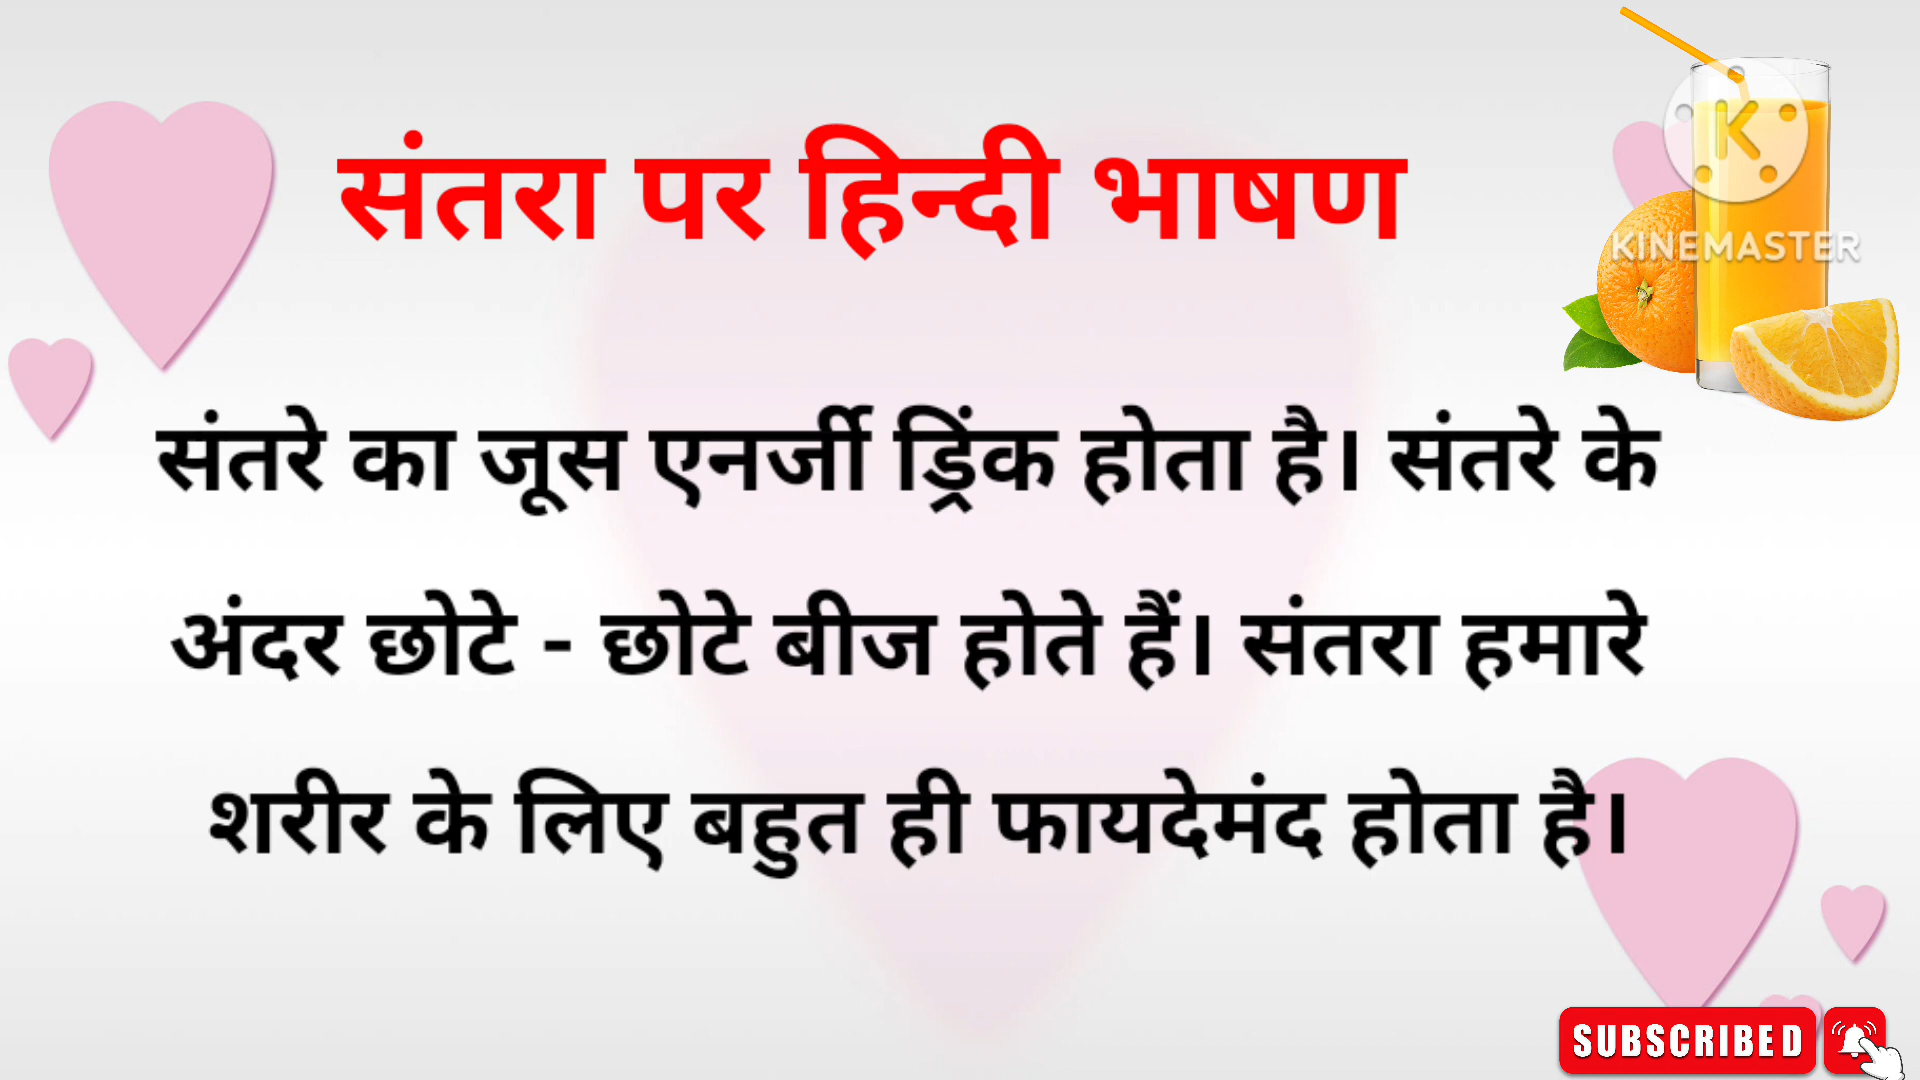 संतरा पर हिन्दी भाषण
KINEMASTER
संतरे का जूस एनर्जी ड्रिंक होता है। संतरे के
अंदर छोटे - छोटे बीज होते हैं। संतरा हमारे
शरीर के लिए बहुत ही फायदेमंद होता है।
SUBSCRIBED